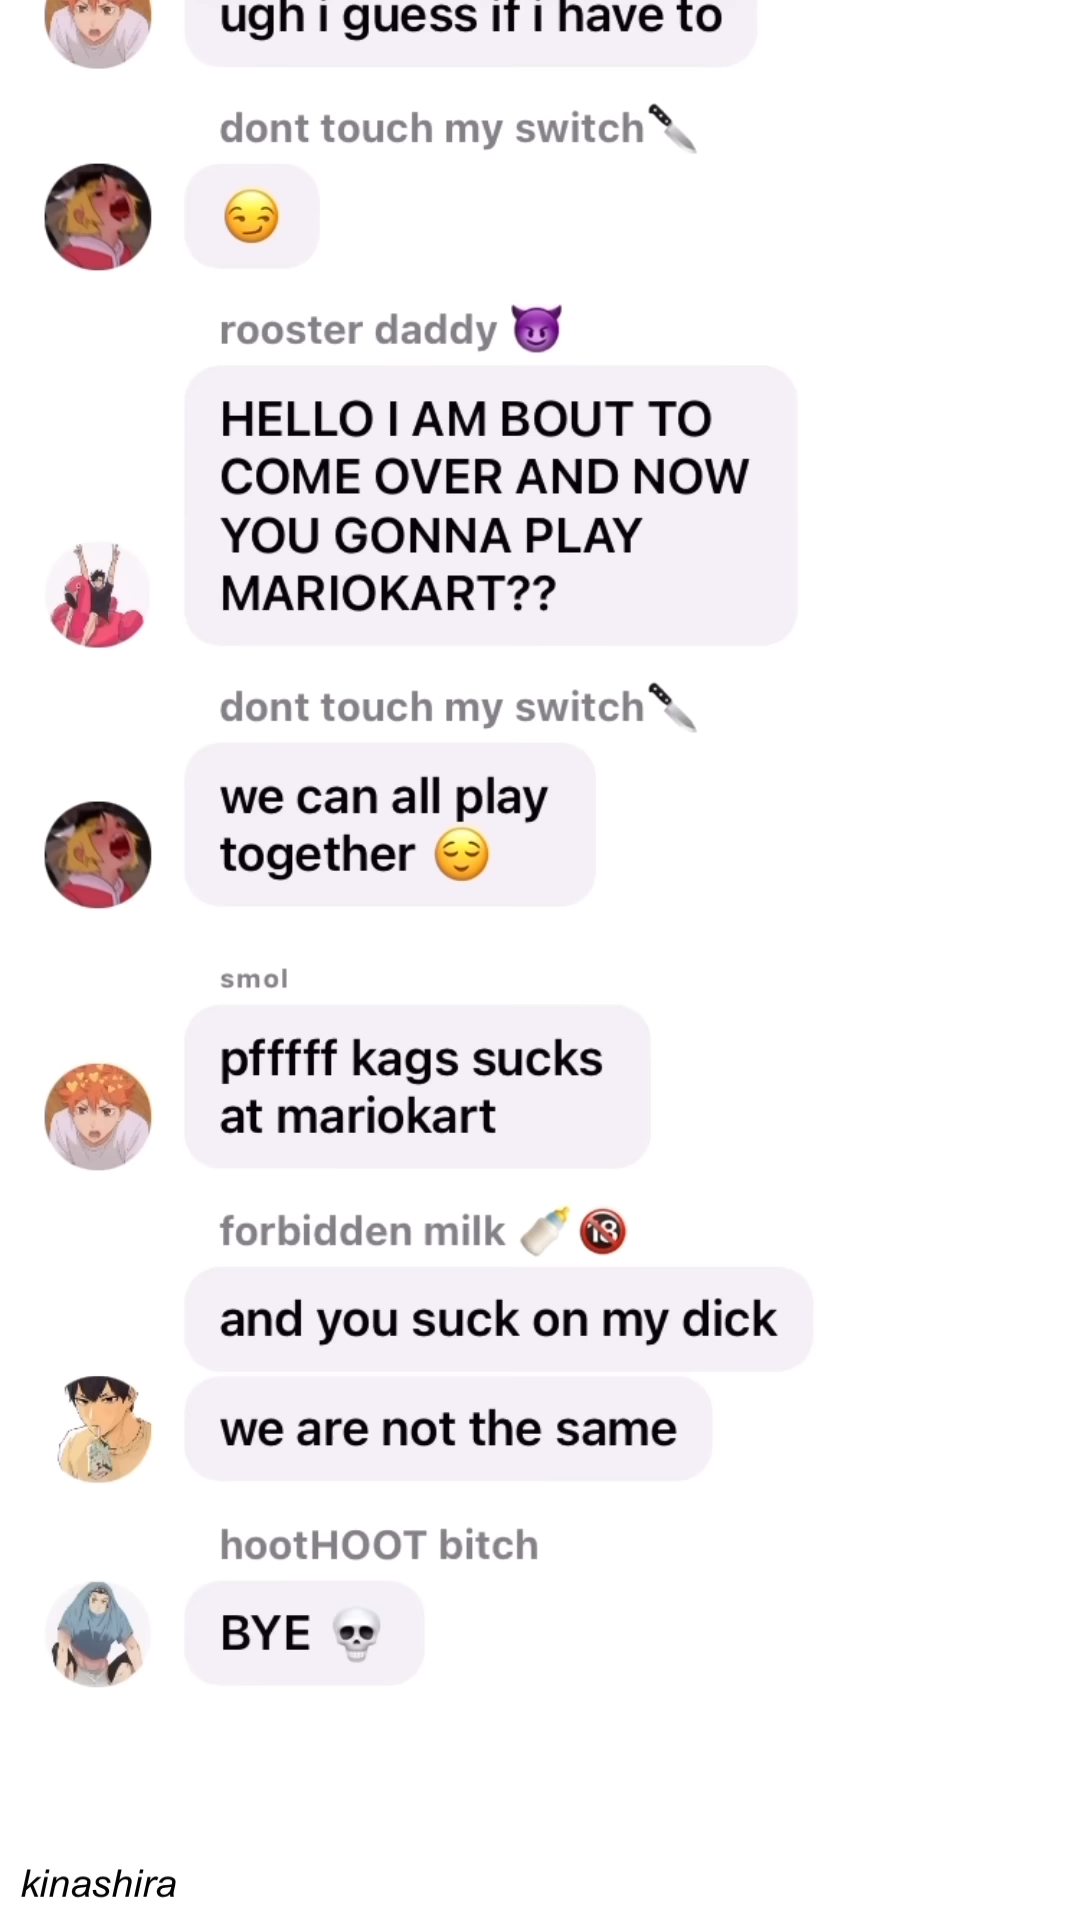 ugh i guess if i have to
dont touch my switch🔪
😏
rooster daddy 😈
HELLO I AM BOUT TO
COME OVER AND NOW
YOU GONNA PLAY
MARIOKART??
dont touch my switch🔪
we can all play
together 😌
smol
pfffff kags sucks
at mariokart
forbidden milk 🍼🔞
and you suck on my dick
we are not the same
hootHOOT bitch
BYE 💀
kinashira